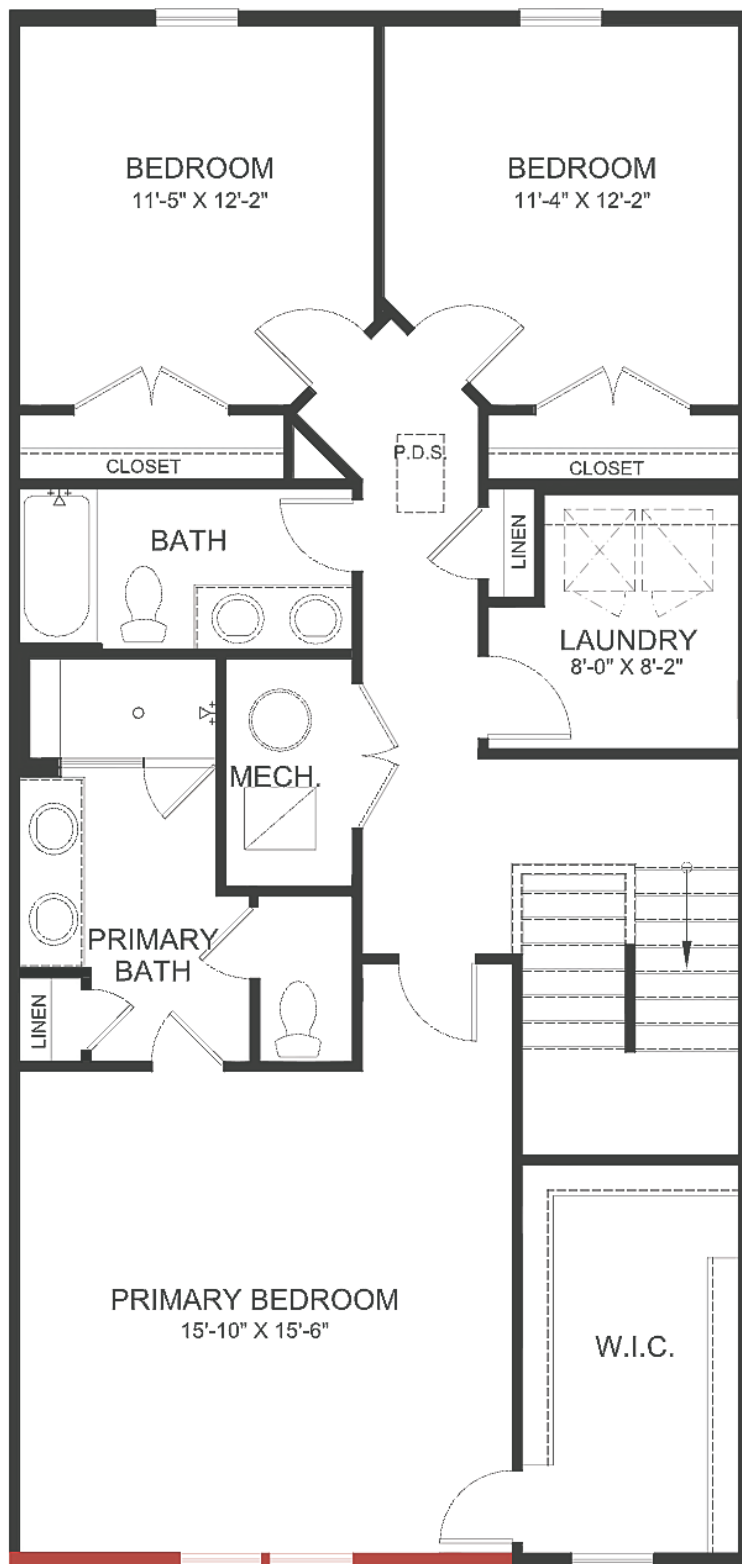 BEDROOM
11'-5" X 12'-2"
BEDROOM
11'-4" X 12'-2"
P.D.S.
CLOSET
CLOSET
BATH
LINEN
LAUNDRY
8'-0" X 8'-2"
MECH.
PRIMARY
BATH
LINEN
PRIMARY BEDROOM
15'-10" X 15'-6"
W.I.C.